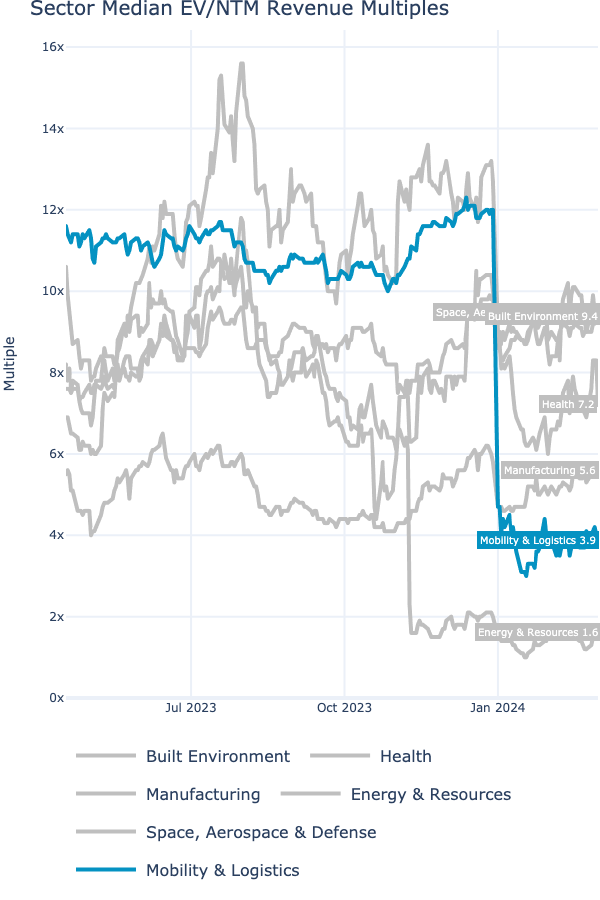 Sector Median EV/NTM Revenue Multiples
16x
14x
12x
10x
8x
6x
4x
2x
0x
Multiple
Space, Ae
Built Environment 9.4
Health 7.2
Manufacturing 5.6
Mobility & Logistics 3.9
Energy & Resources 1.6
Jul 2023
Oct 2023
Jan 2024
Built Environment
Health
Manufacturing
Energy & Resources
Space, Aerospace & Defense
Mobility & Logistics